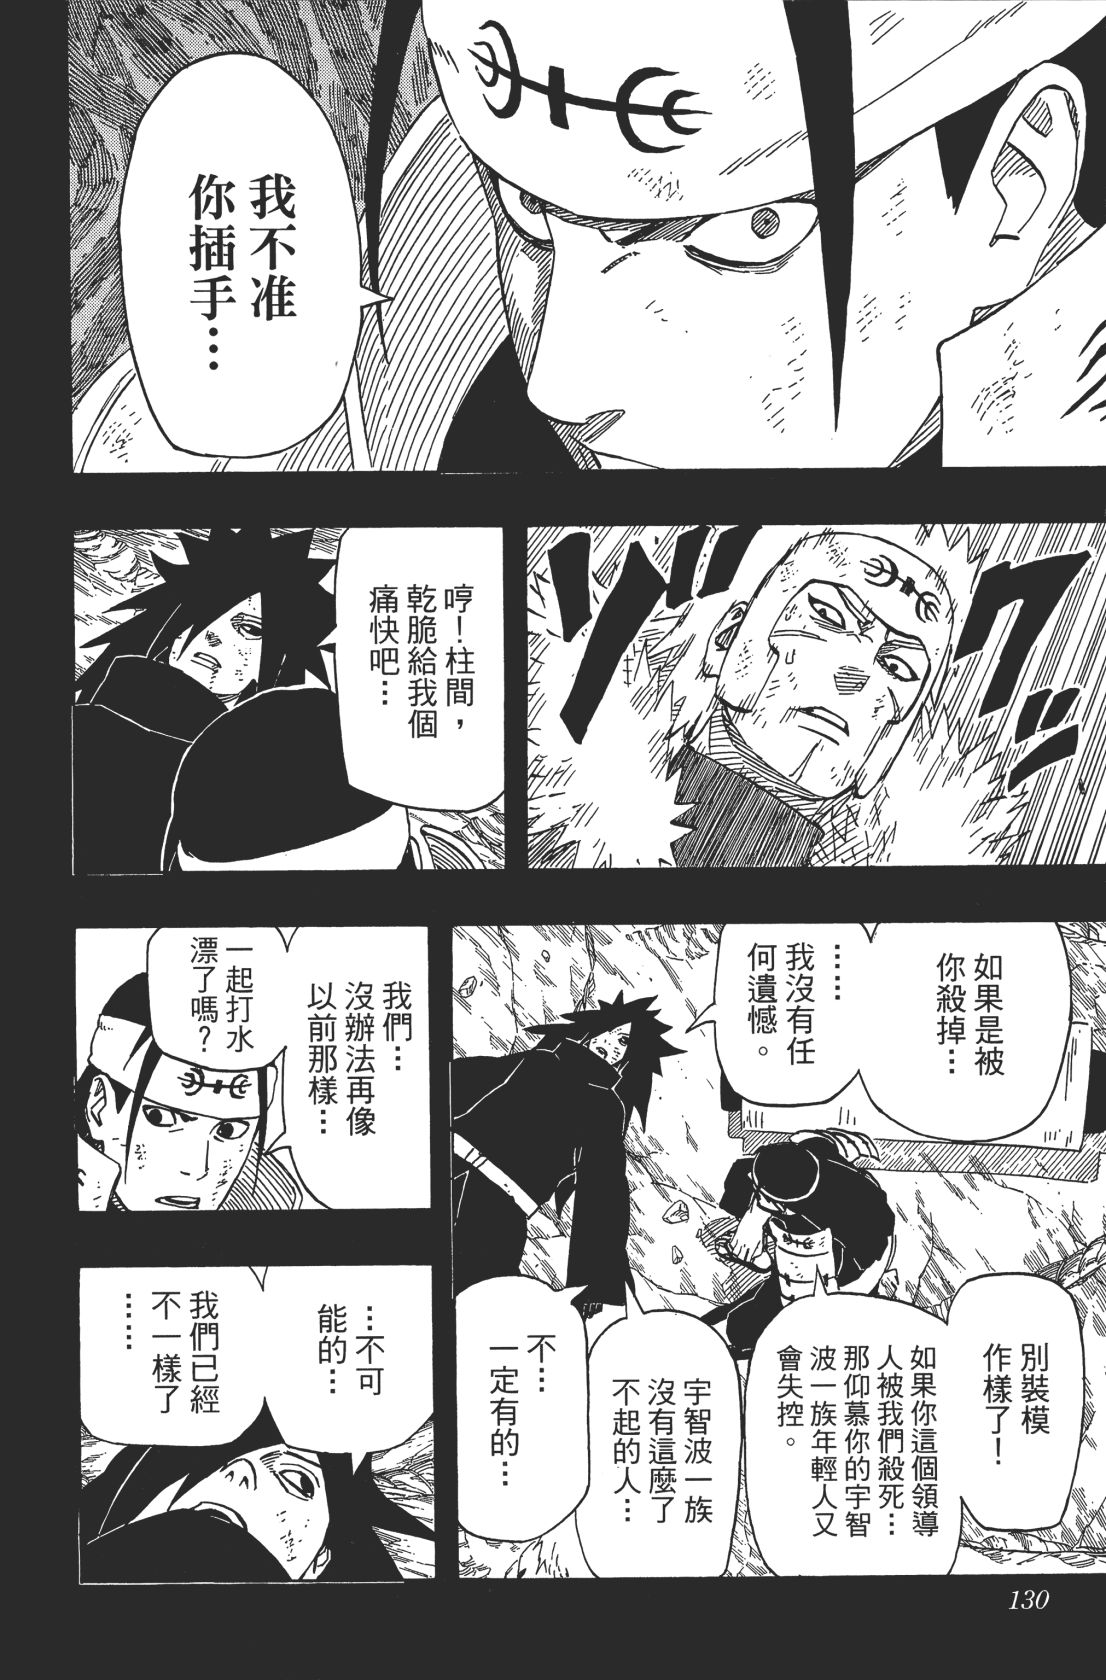 我不准
你插手…
グッ
哼！柱間，
乾脆給我個
痛快吧…
如果是被
你殺掉…
……
我沒有任
何遺憾。
別裝模
作樣了！
如果你這個領導
人被我們殺死…
那仰慕你的宇智
波一族年輕人又
會失控。
宇智波一族
沒有這麼了
不起的人…
不…
一定有的…
我們…
沒辦法再像
以前那樣…
一起打水
漂了嗎？
…不可
能的…
我們已經
不一樣了
……
130